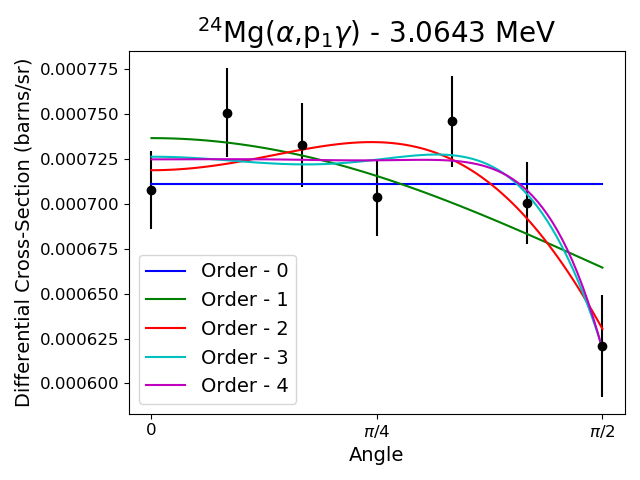 ²⁴Mg(α,p₁γ) - 3.0643 MeV
Differential Cross-Section (barns/sr)
0.000775
0.000750
0.000725
0.000700
0.000675
0.000650
0.000625
0.000600
Order - 0
Order - 1
Order - 2
Order - 3
Order - 4
0
π/4
π/2
Angle